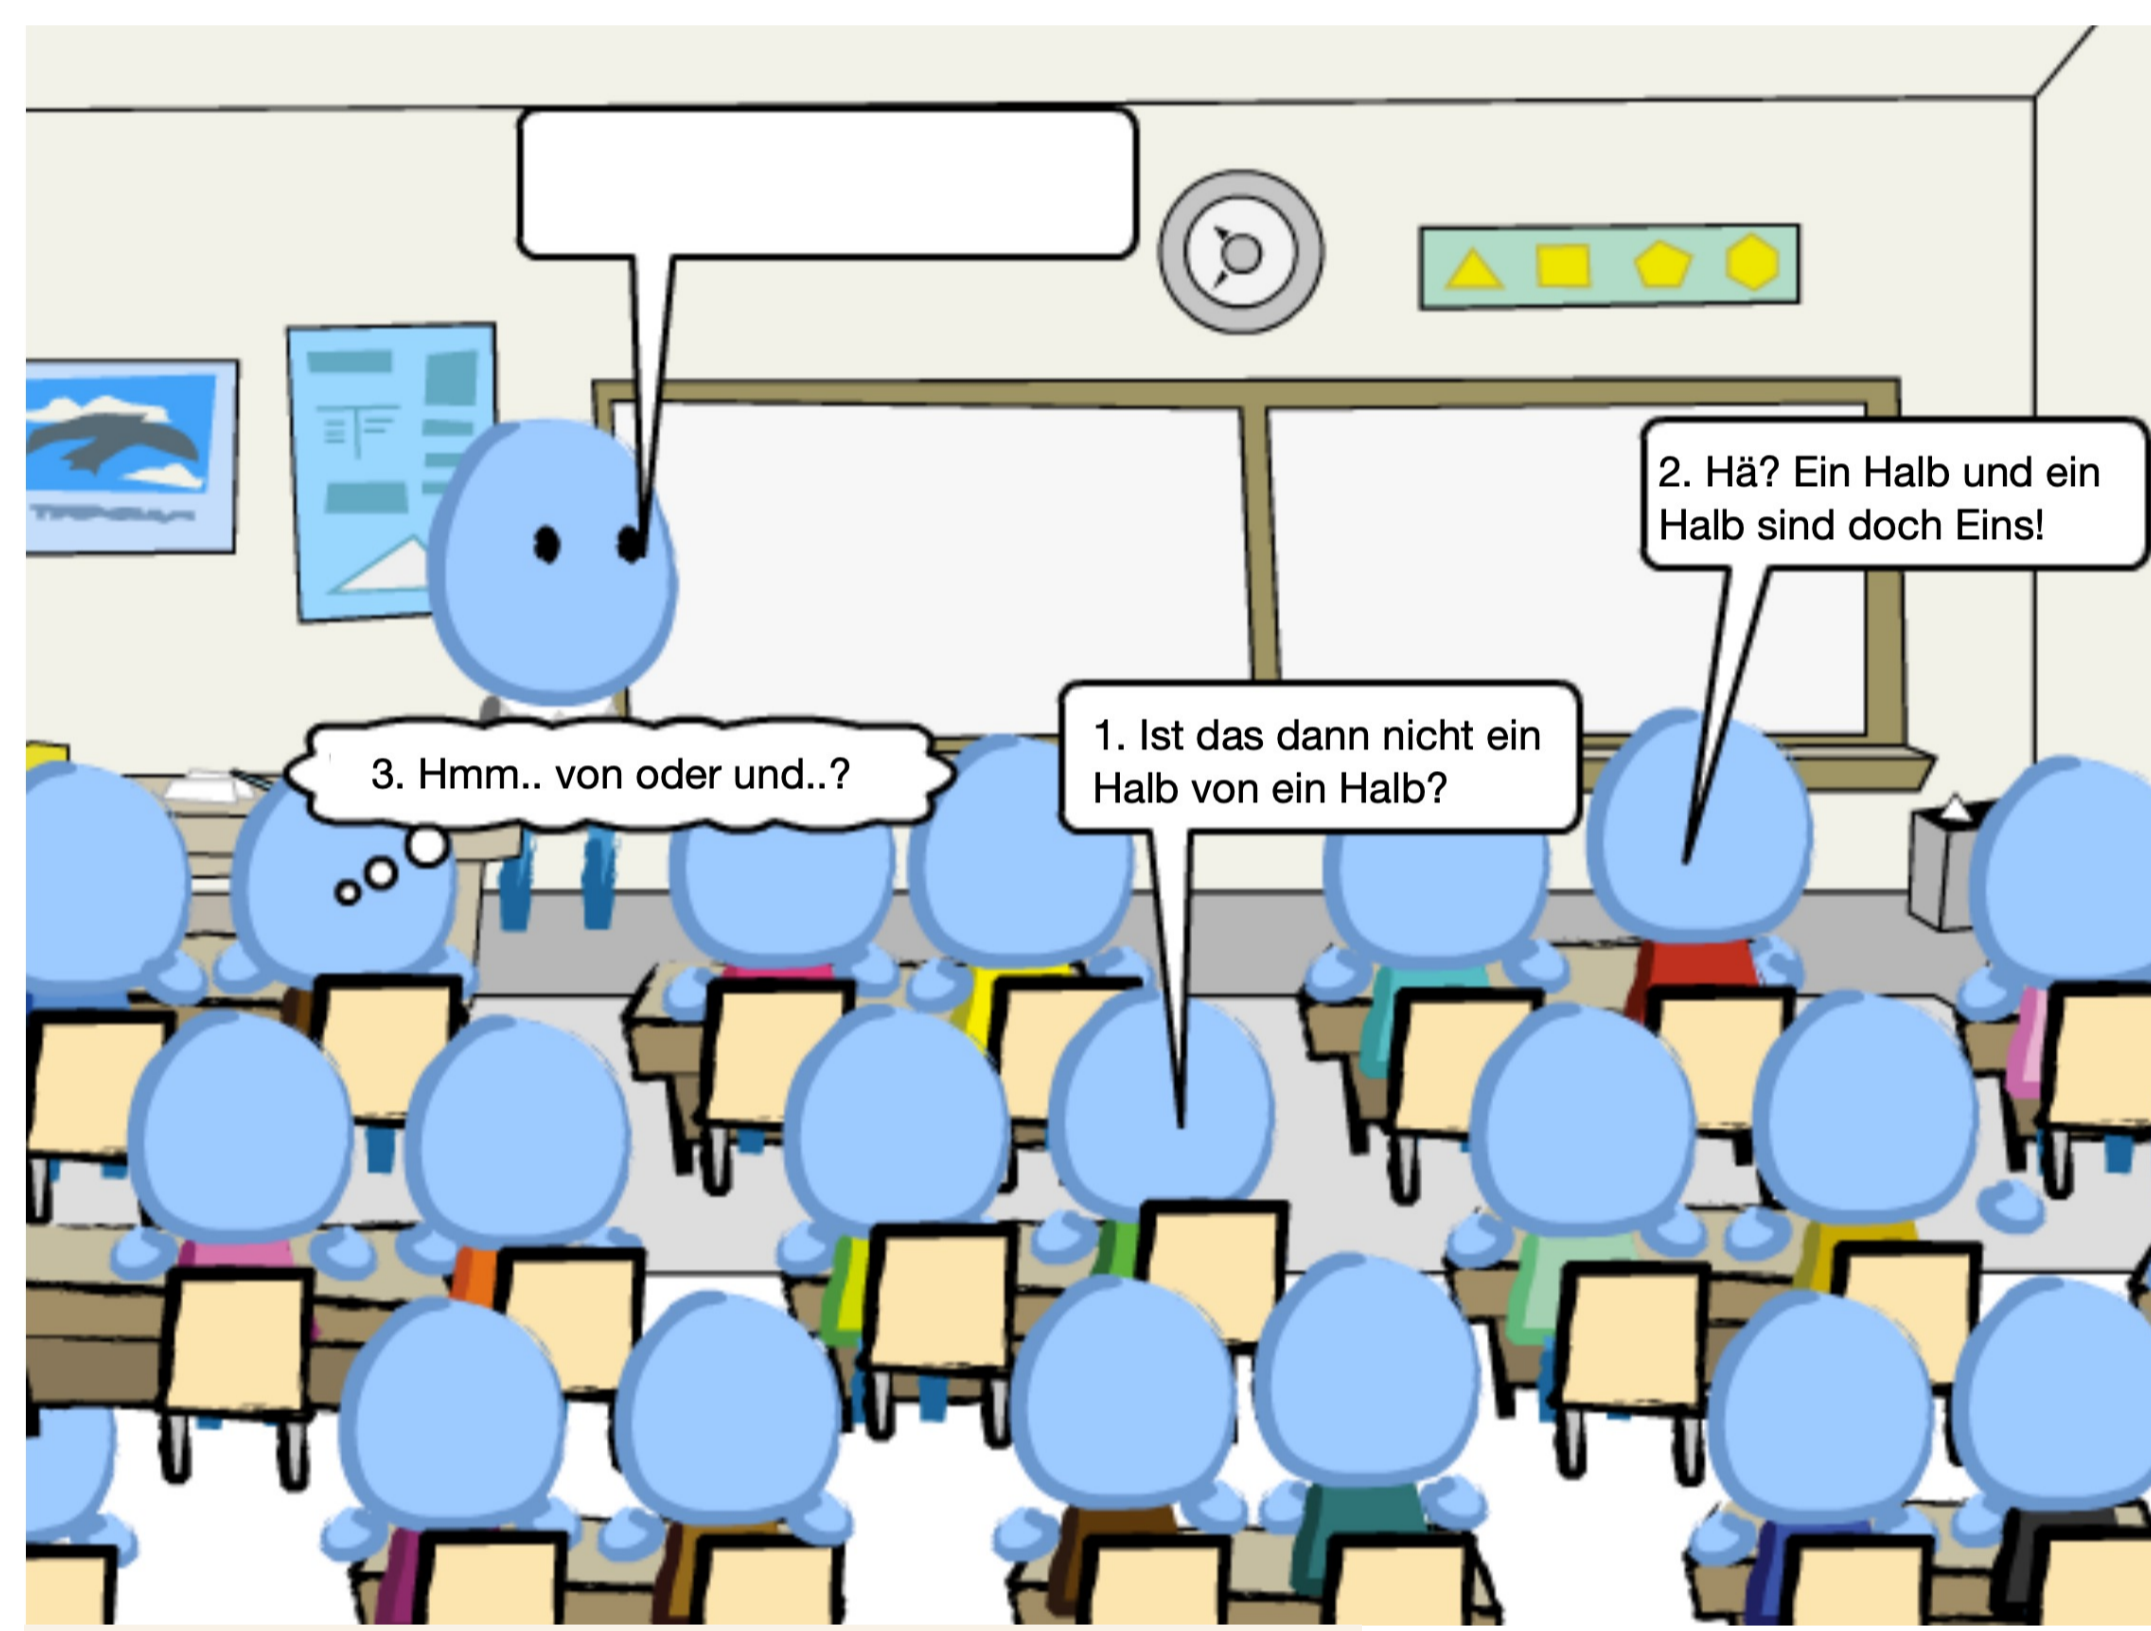 1. Ist das dann nicht ein
Halb von ein Halb?
2. Hä? Ein Halb und ein
Halb sind doch Eins!
3. Hmm.. von oder und..?